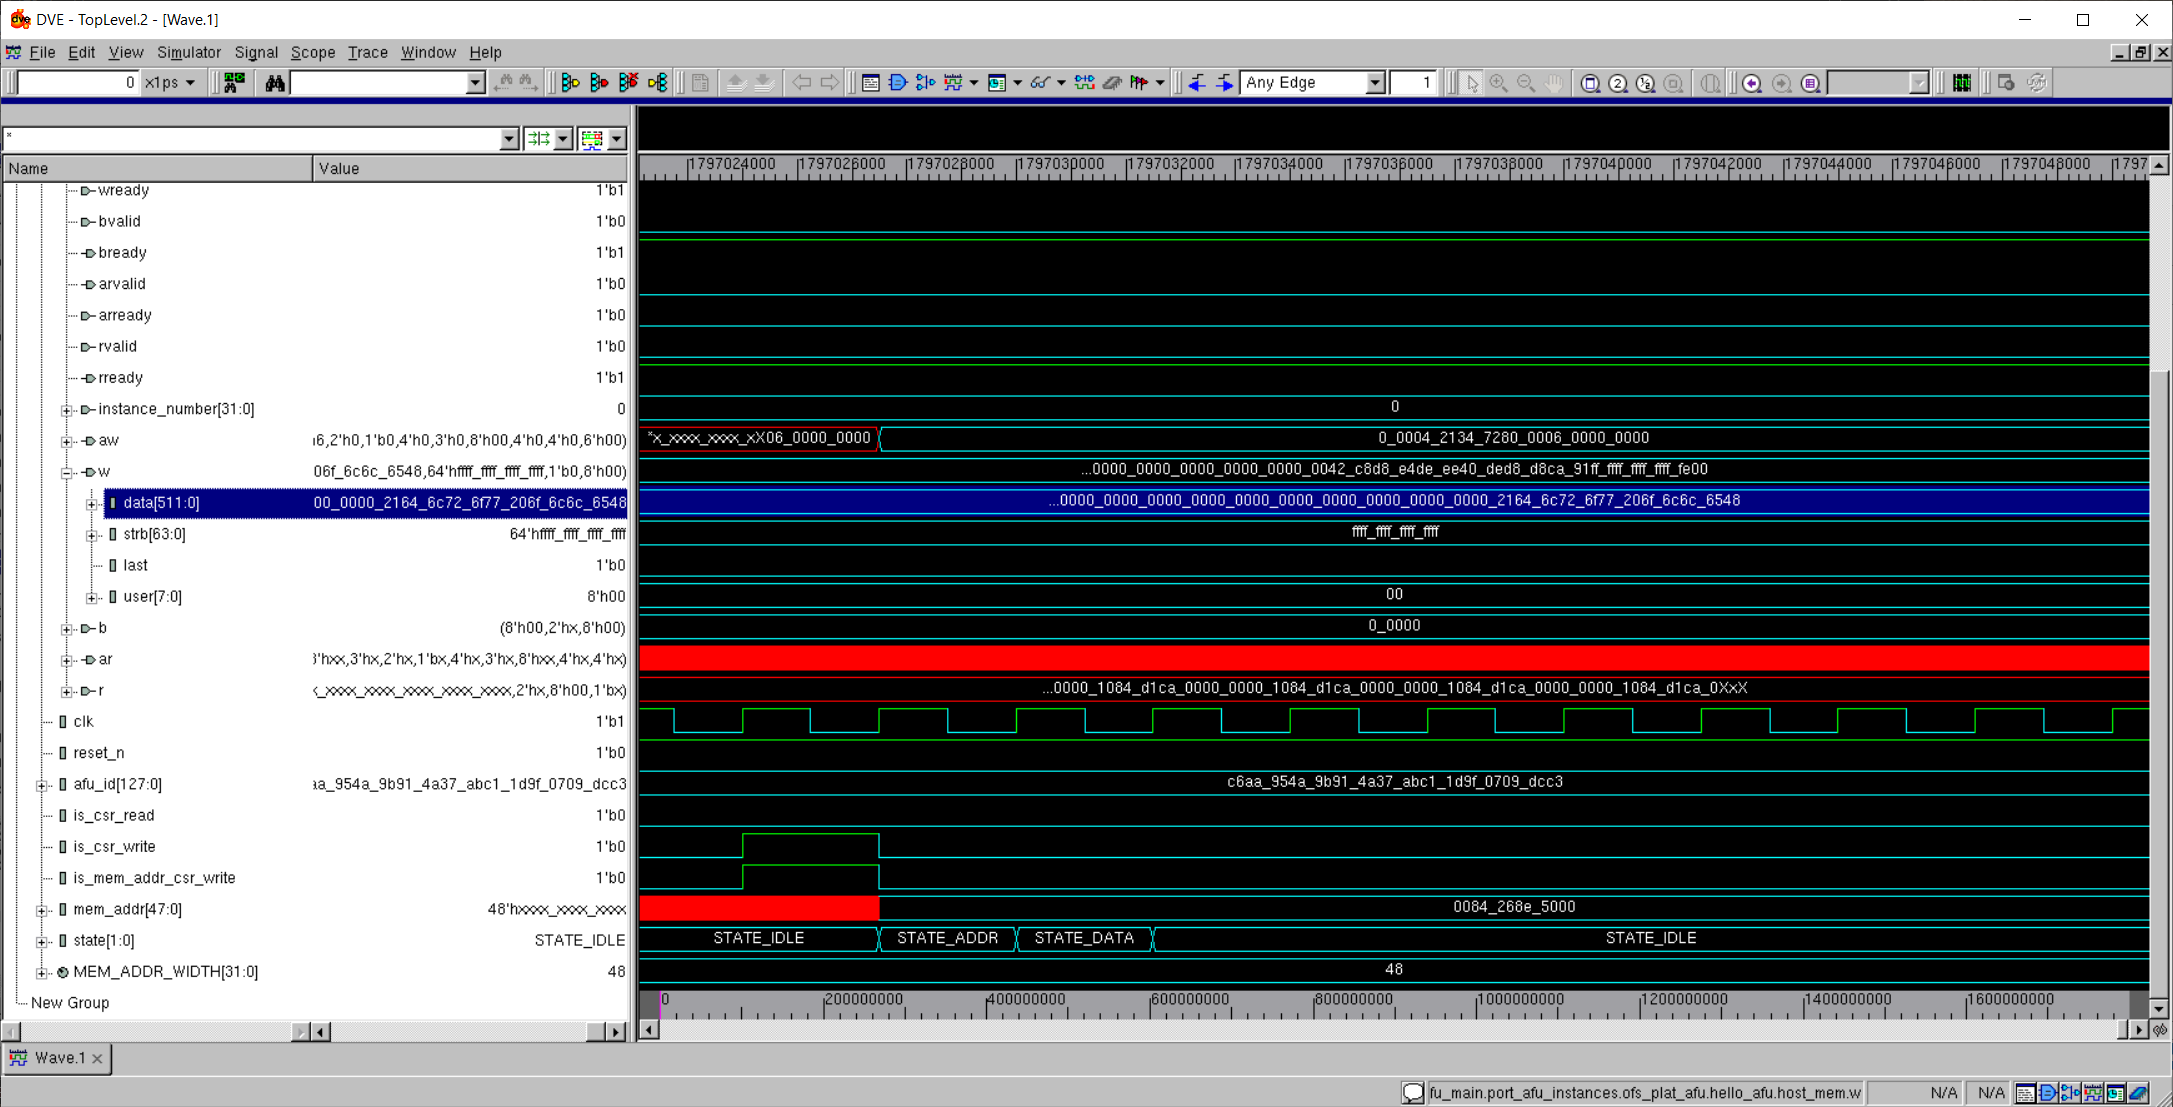 DVE - TopLevel.2 - [Wave.1]
File Edit View Simulator Signal Scope Trace Window Help
0 x1ps Any Edge 1
*
Name Value
1797024000 1797026000 1797028000 1797030000 1797032000 1797034000 1797036000 1797038000 1797040000 1797042000 1797044000 1797046000 1797048000 1797
wready 1'b1
bvalid 1'b0
bready 1'b1
arvalid 1'b0
arready 1'b0
rvalid 1'b0
rready 1'b1
instance_number[31:0] 0 0
aw ı6,2'h0,1'b0,4'h0,3'h0,8'h00,4'h0,4'h0,6'h00) *x_xxxx_xxxx_xX06_0000_0000 0_0004_2134_7280_0006_0000_0000
w 06f_6c6c_6548,64'hffff_ffff_ffff_ffff,1'b0,8'h00) ...0000_0000_0000_0000_0000_0042_c8d8_e4de_ee40_ded8_d8ca_91ff_ffff_ffff_ffff_fe00
data[511:0] 00_0000_2164_6c72_6f77_206f_6c6c_6548 ...0000_0000_0000_0000_0000_0000_0000_0000_0000_0000_2164_6c72_6f77_206f_6c6c_6548
strb[63:0] 64'hffff_ffff_ffff_ffff ffff_ffff_ffff_ffff
last 1'b0
user[7:0] 8'h00 00
b (8'h00,2'hx,8'h00) 0_0000
ar 3'hxx,3'hx,2'hx,1'bx,4'hx,3'hx,8'hxx,4'hx,4'hx)
r x_xxxx_xxxx_xxxx_xxxx_xxxx,2'hx,8'h00,1'bx) ...0000_1084_d1ca_0000_0000_1084_d1ca_0000_0000_1084_d1ca_0000_0000_1084_d1ca_0XxX
clk 1'b1
reset_n 1'b0
afu_id[127:0] aa_954a_9b91_4a37_abc1_1d9f_0709_dcc3 c6aa_954a_9b91_4a37_abc1_1d9f_0709_dcc3
is_csr_read 1'b0
is_csr_write 1'b0
is_mem_addr_csr_write 1'b0
mem_addr[47:0] 48'hxxxx_xxxx_xxxx 0084_268e_5000
state[1:0] STATE_IDLE STATE_IDLE STATE_ADDR STATE_DATA STATE_IDLE
MEM_ADDR_WIDTH[31:0] 48 48
New Group
0 200000000 400000000 600000000 800000000 1000000000 1200000000 1400000000 1600000000
Wave.1
fu_main.port_afu_instances.ofs_plat_afu.hello_afu.host_mem.w N/A N/A